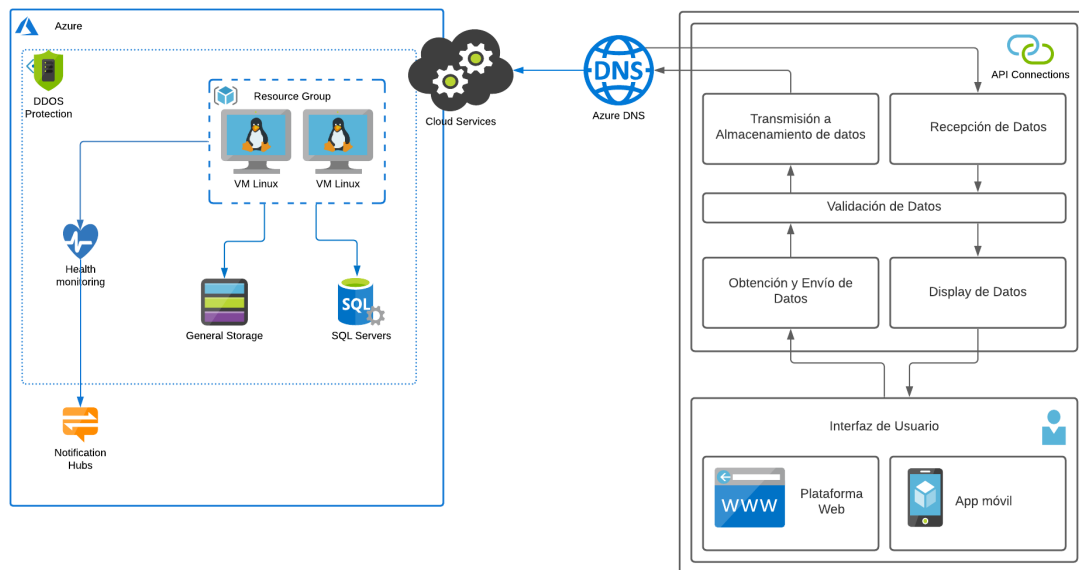 Azure
DDOS
Protection
Resource Group
VM Linux
VM Linux
Health
monitoring
General Storage
SQL
SQL Servers
Notification
Hubs
Cloud Services
DNS
Azure DNS
API Connections
Transmisión a
Almacenamiento de datos
Recepción de Datos
Validación de Datos
Obtención y Envío de
Datos
Display de Datos
Interfaz de Usuario
www
Plataforma
Web
App móvil